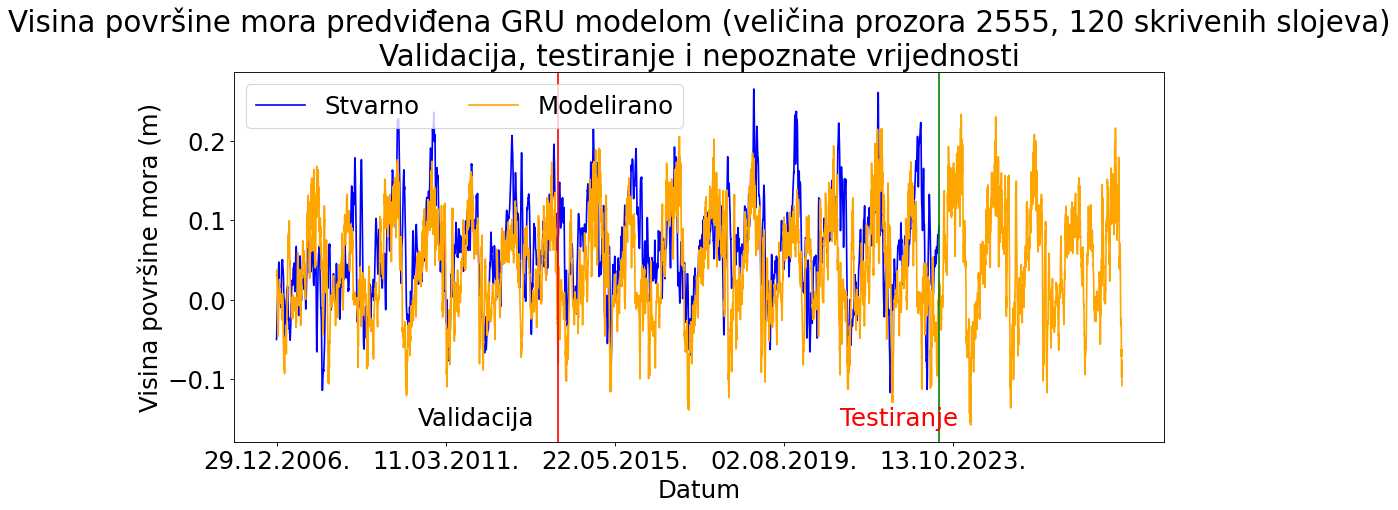 Visina površine mora predviđena GRU modelom (veličina prozora 2555, 120 skrivenih slojeva)
Validacija, testiranje i nepoznate vrijednosti
Stvarno
Modelirano
Visina površine mora (m)
0.2
0.1
0.0
−0.1
Validacija
Testiranje
29.12.2006.
11.03.2011.
22.05.2015.
02.08.2019.
13.10.2023.
Datum